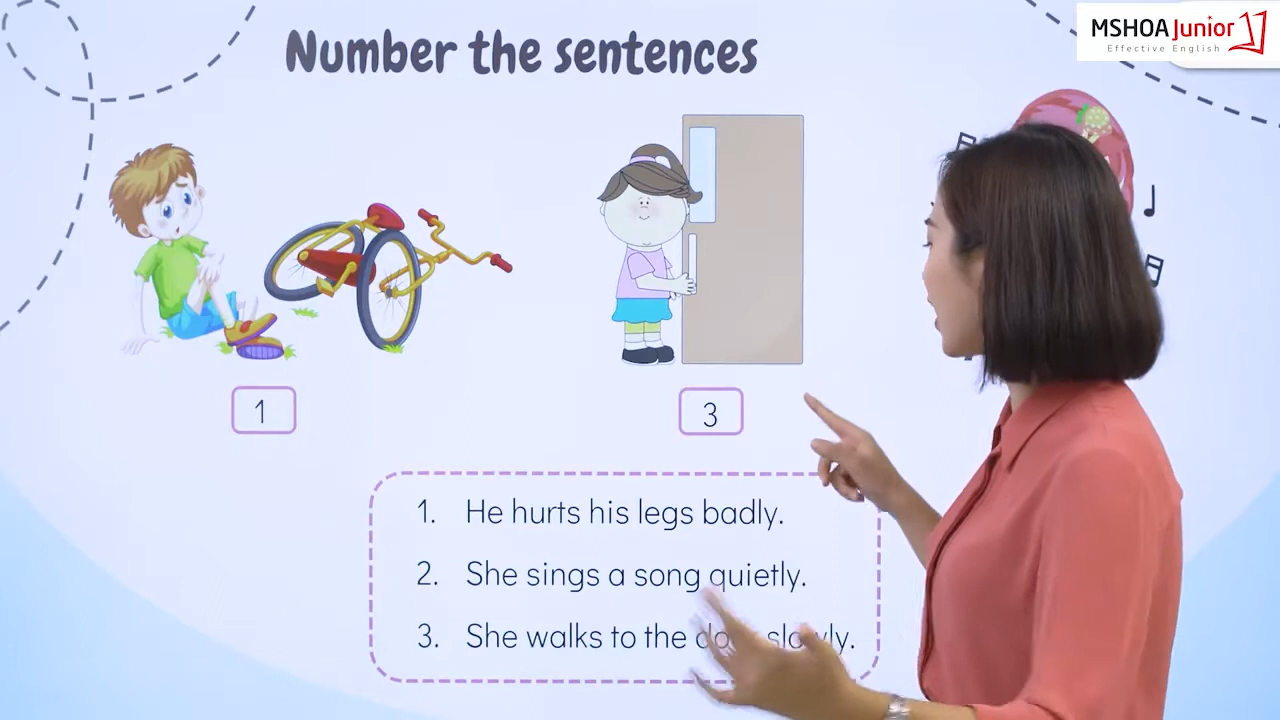 MSHOA Junior
Effective English
Number the sentences
1
3
1. He hurts his legs badly.
2. She sings a song quietly.
3. She walks to the slowly.